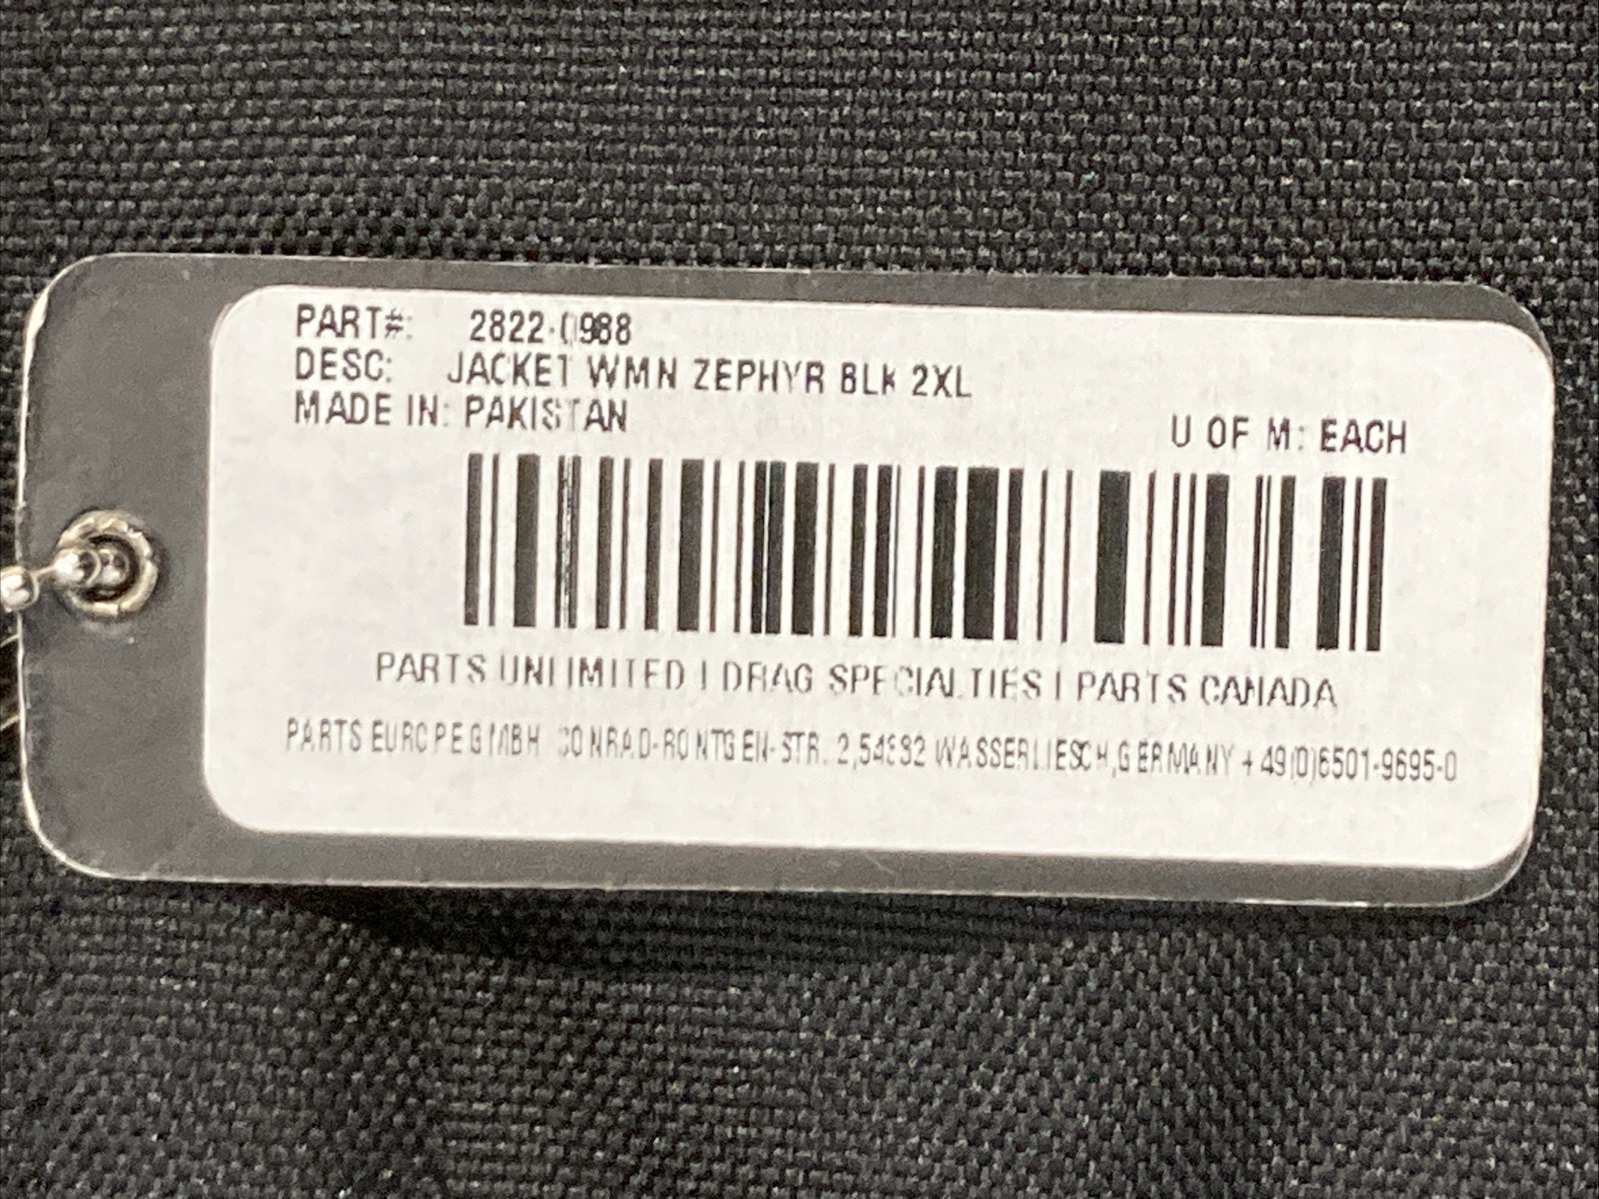 PART#: 2822-0988
DESC: JACKET WMN ZEPHYR BLK 2XL
MADE IN: PAKISTAN
U OF M: EACH
PARTS UNLIMITED | DRAG SPECIALTIES | PARTS CANADA
PARTS EUROPE GMBH CONRAD-RONTGEN-STR. 2, WASSERLIESCH, GERMANY +49(0)6501-9695-0